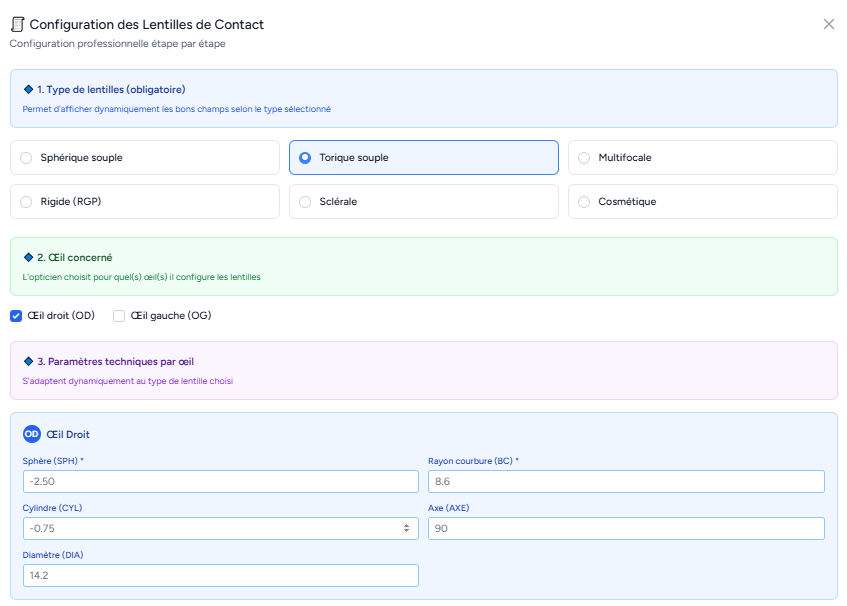 Configuration des Lentilles de Contact
Configuration professionnelle étape par étape
1. Type de lentilles (obligatoire)
Permet d'afficher dynamiquement les bons champs selon le type sélectionné
Sphérique souple
Torique souple
Multifocale
Rigide (RGP)
Sclérale
Cosmétique
2. Œil concerné
L'opticien choisit pour quel(s) œil(s) il configure les lentilles
Œil droit (OD)
Œil gauche (OG)
3. Paramètres techniques par œil
S'adaptent dynamiquement au type de lentille choisi
OD Œil Droit
Sphère (SPH) *
Rayon courbure (BC) *
-2.50
8.6
Cylindre (CYL)
Axe (AXE)
-0.75
90
Diamètre (DIA)
14.2